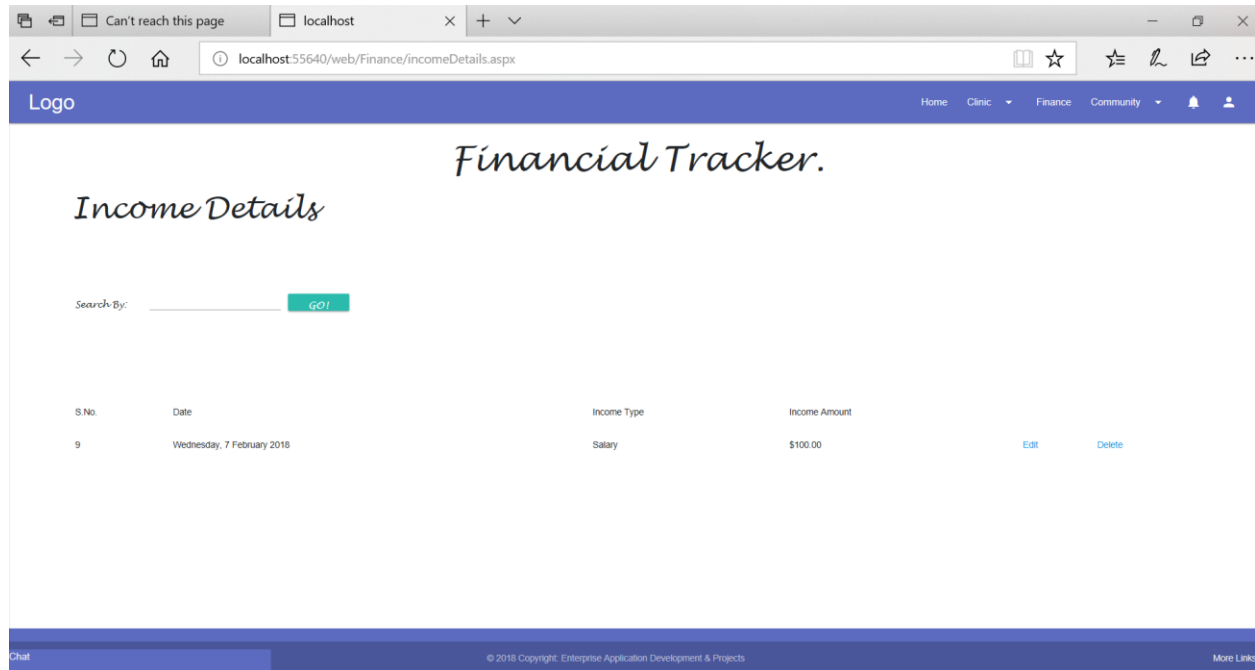 Can't reach this page localhost
localhost:55640/web/Finance/incomeDetails.aspx
Logo Home Clinic Finance Community
Financial Tracker.
Income Details
Search By: GO!
S.No. Date Income Type Income Amount
9 Wednesday, 7 February 2018 Salary $100.00 Edit Delete
Chat © 2018 Copyright: Enterprise Application Development & Projects More Links